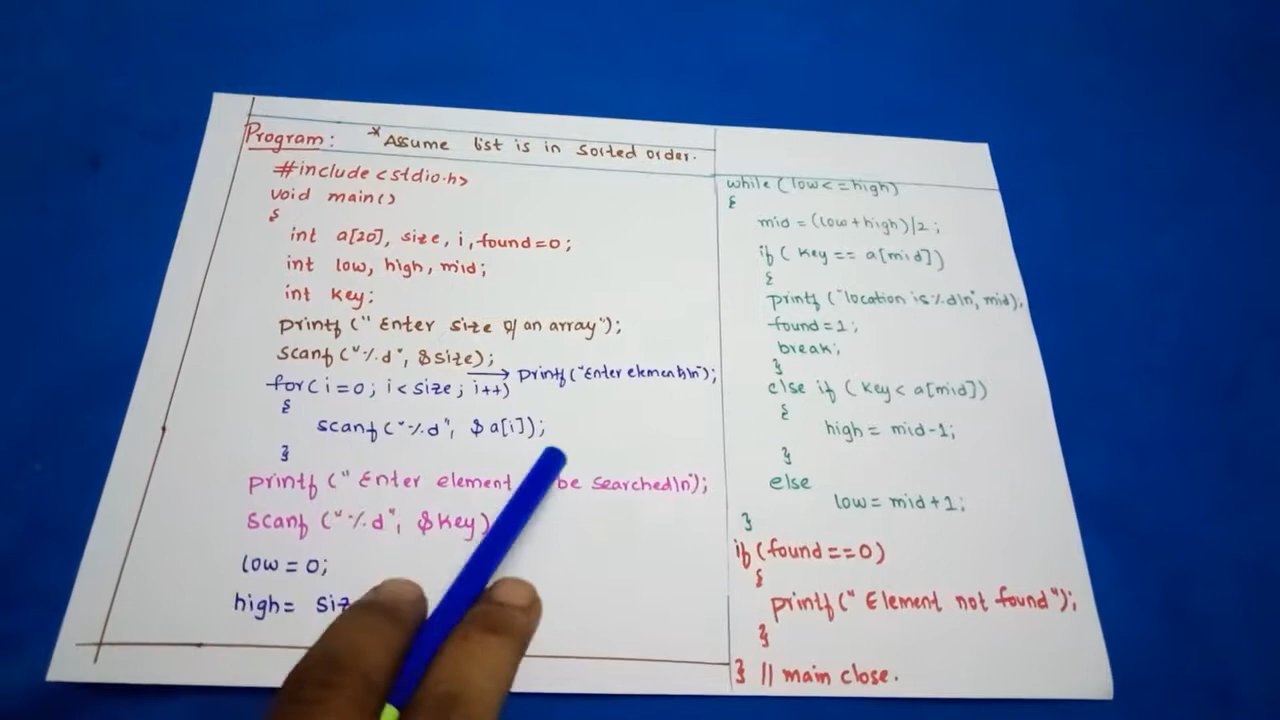 Program: *Assume list is in sorted order.
#include <stdio.h>
void main()
{
int a[20], size, i, found=0;
int low, high, mid;
int key;
printf (" Enter size of an array");
scanf ("%d", &size);
→ printf ("Enter elements\n");
for (i=0; i<size; i++)
{
scanf ("%d", &a[i]);
}
printf (" Enter element be searched\n");
scanf ("%d", &key)
low = 0;
high=
while (low<=high)
{
mid = (low+high)/2;
if ( key == a[mid])
{
printf ("location is %d\n", mid);
found=1;
break;
}
else if ( key< a[mid])
{
high = mid-1;
}
else
low= mid+1;
}
if (found==0)
{
printf (" Element not found");
}
} // main close.